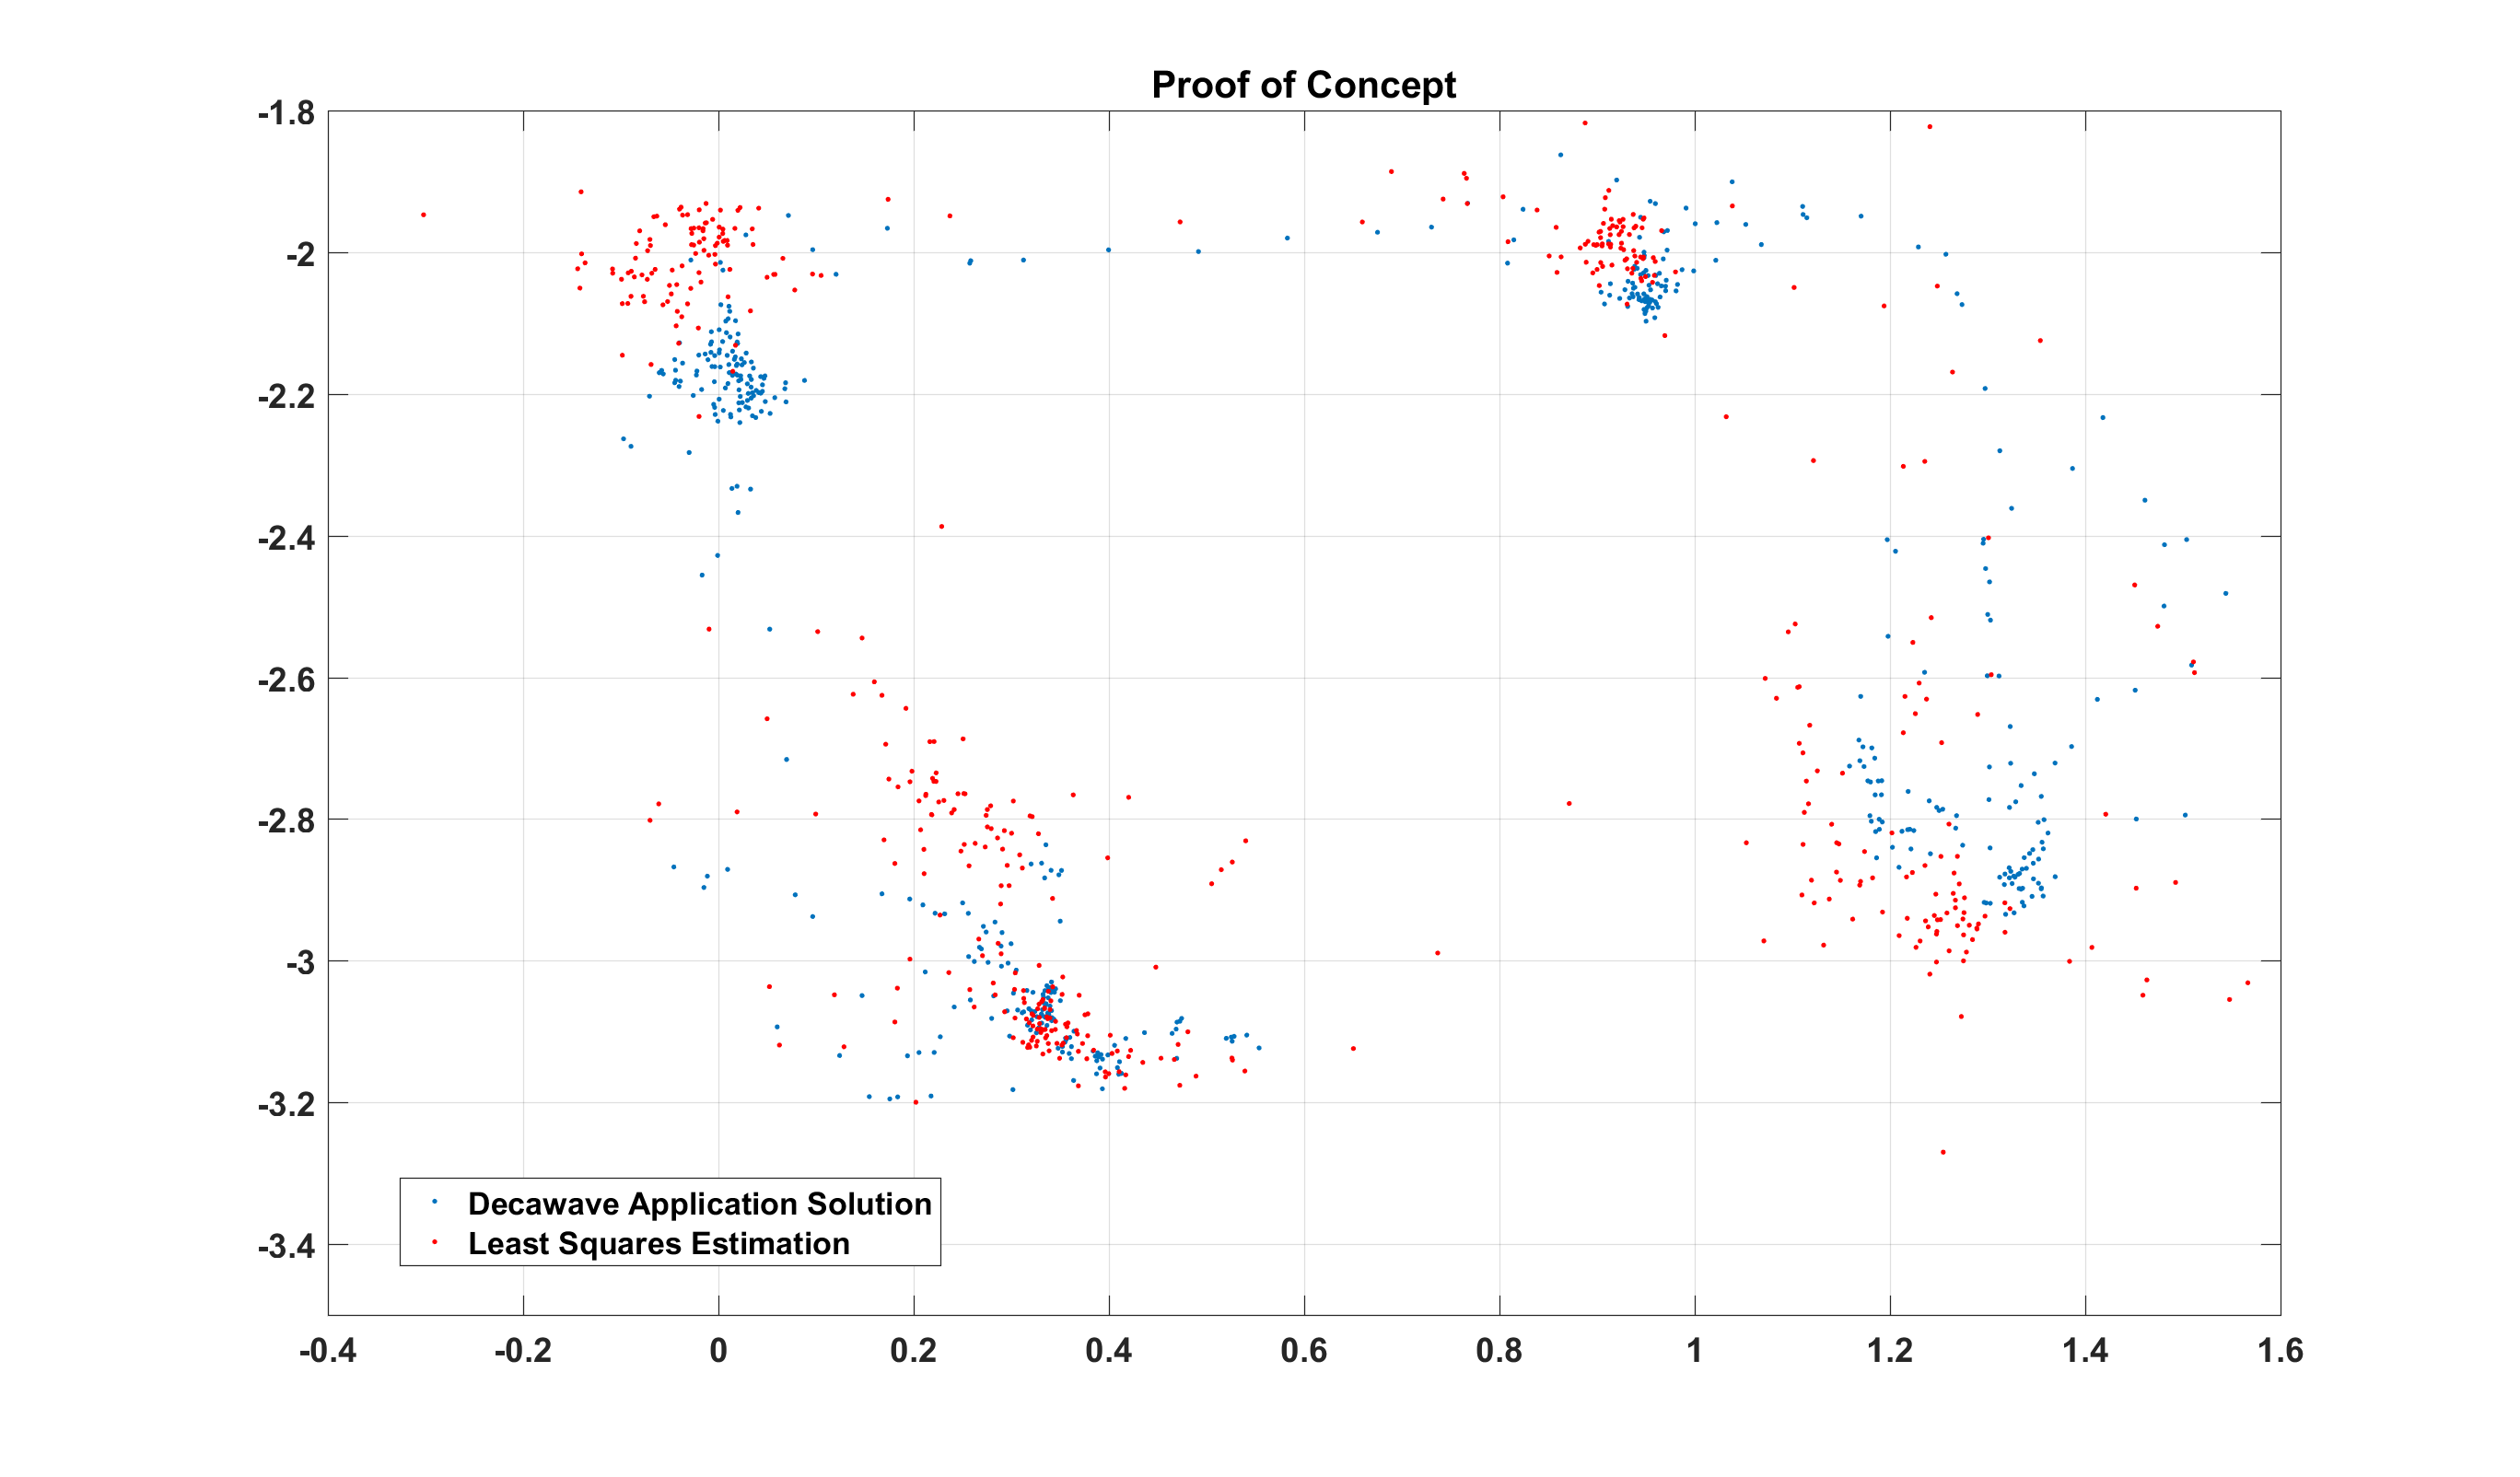 Proof of Concept
-1.8
-2
-2.2
-2.4
-2.6
-2.8
-3
-3.2
-3.4
Decawave Application Solution
Least Squares Estimation
-0.4 -0.2 0 0.2 0.4 0.6 0.8 1 1.2 1.4 1.6